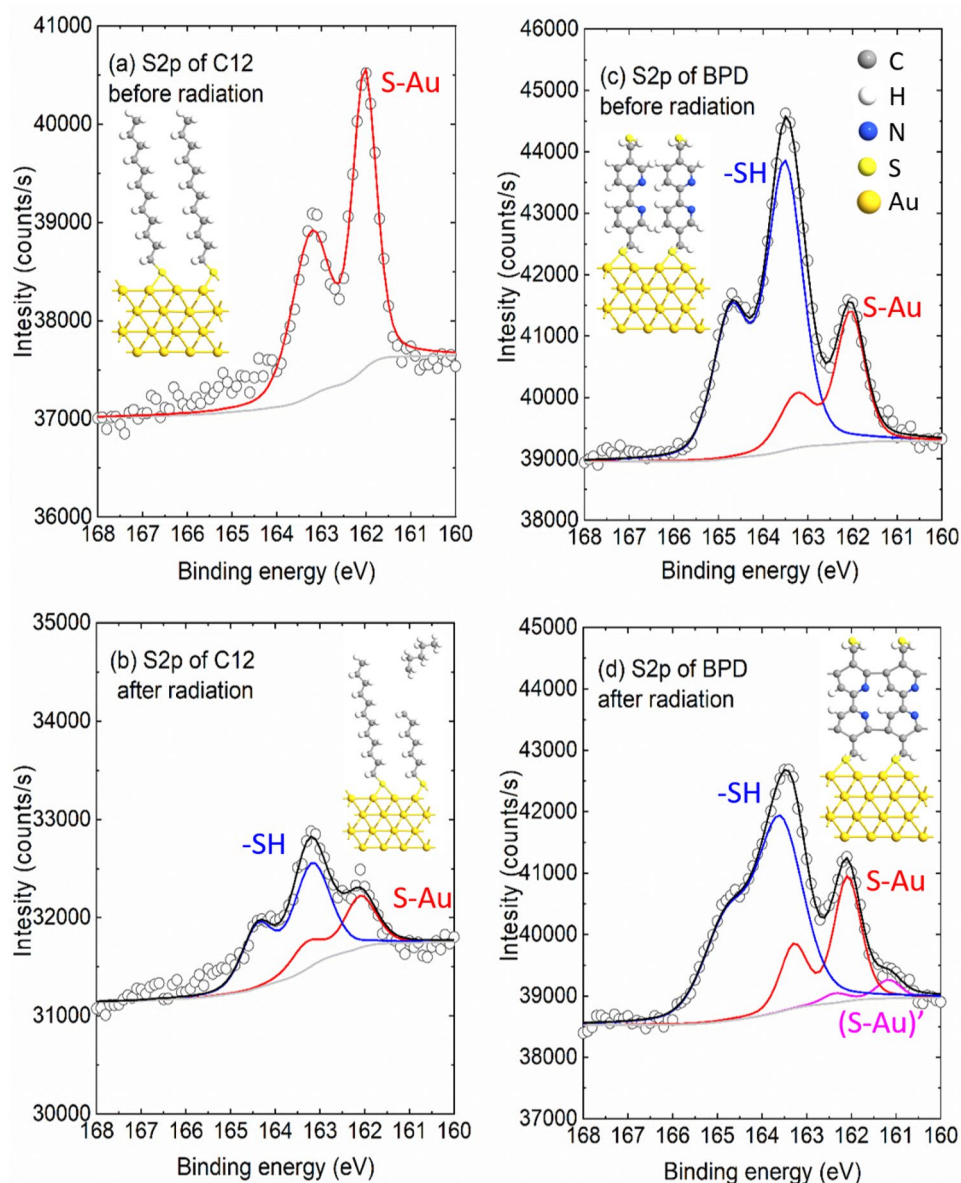 (a) S2p of C12
before radiation
S-Au
Intesity (counts/s)
41000
40000
39000
38000
37000
36000
168 167 166 165 164 163 162 161 160
Binding energy (eV)
(c) S2p of BPD
before radiation
-SH
S-Au
C
H
N
S
Au
Intesity (counts/s)
46000
45000
44000
43000
42000
41000
40000
39000
38000
168 167 166 165 164 163 162 161 160
Binding energy (eV)
(b) S2p of C12
after radiation
-SH
S-Au
Intesity (counts/s)
35000
34000
33000
32000
31000
30000
168 167 166 165 164 163 162 161 160
Binding energy (eV)
(d) S2p of BPD
after radiation
-SH
S-Au
(S-Au)’
Intesity (counts/s)
45000
44000
43000
42000
41000
40000
39000
38000
37000
168 167 166 165 164 163 162 161 160
Binding energy (eV)